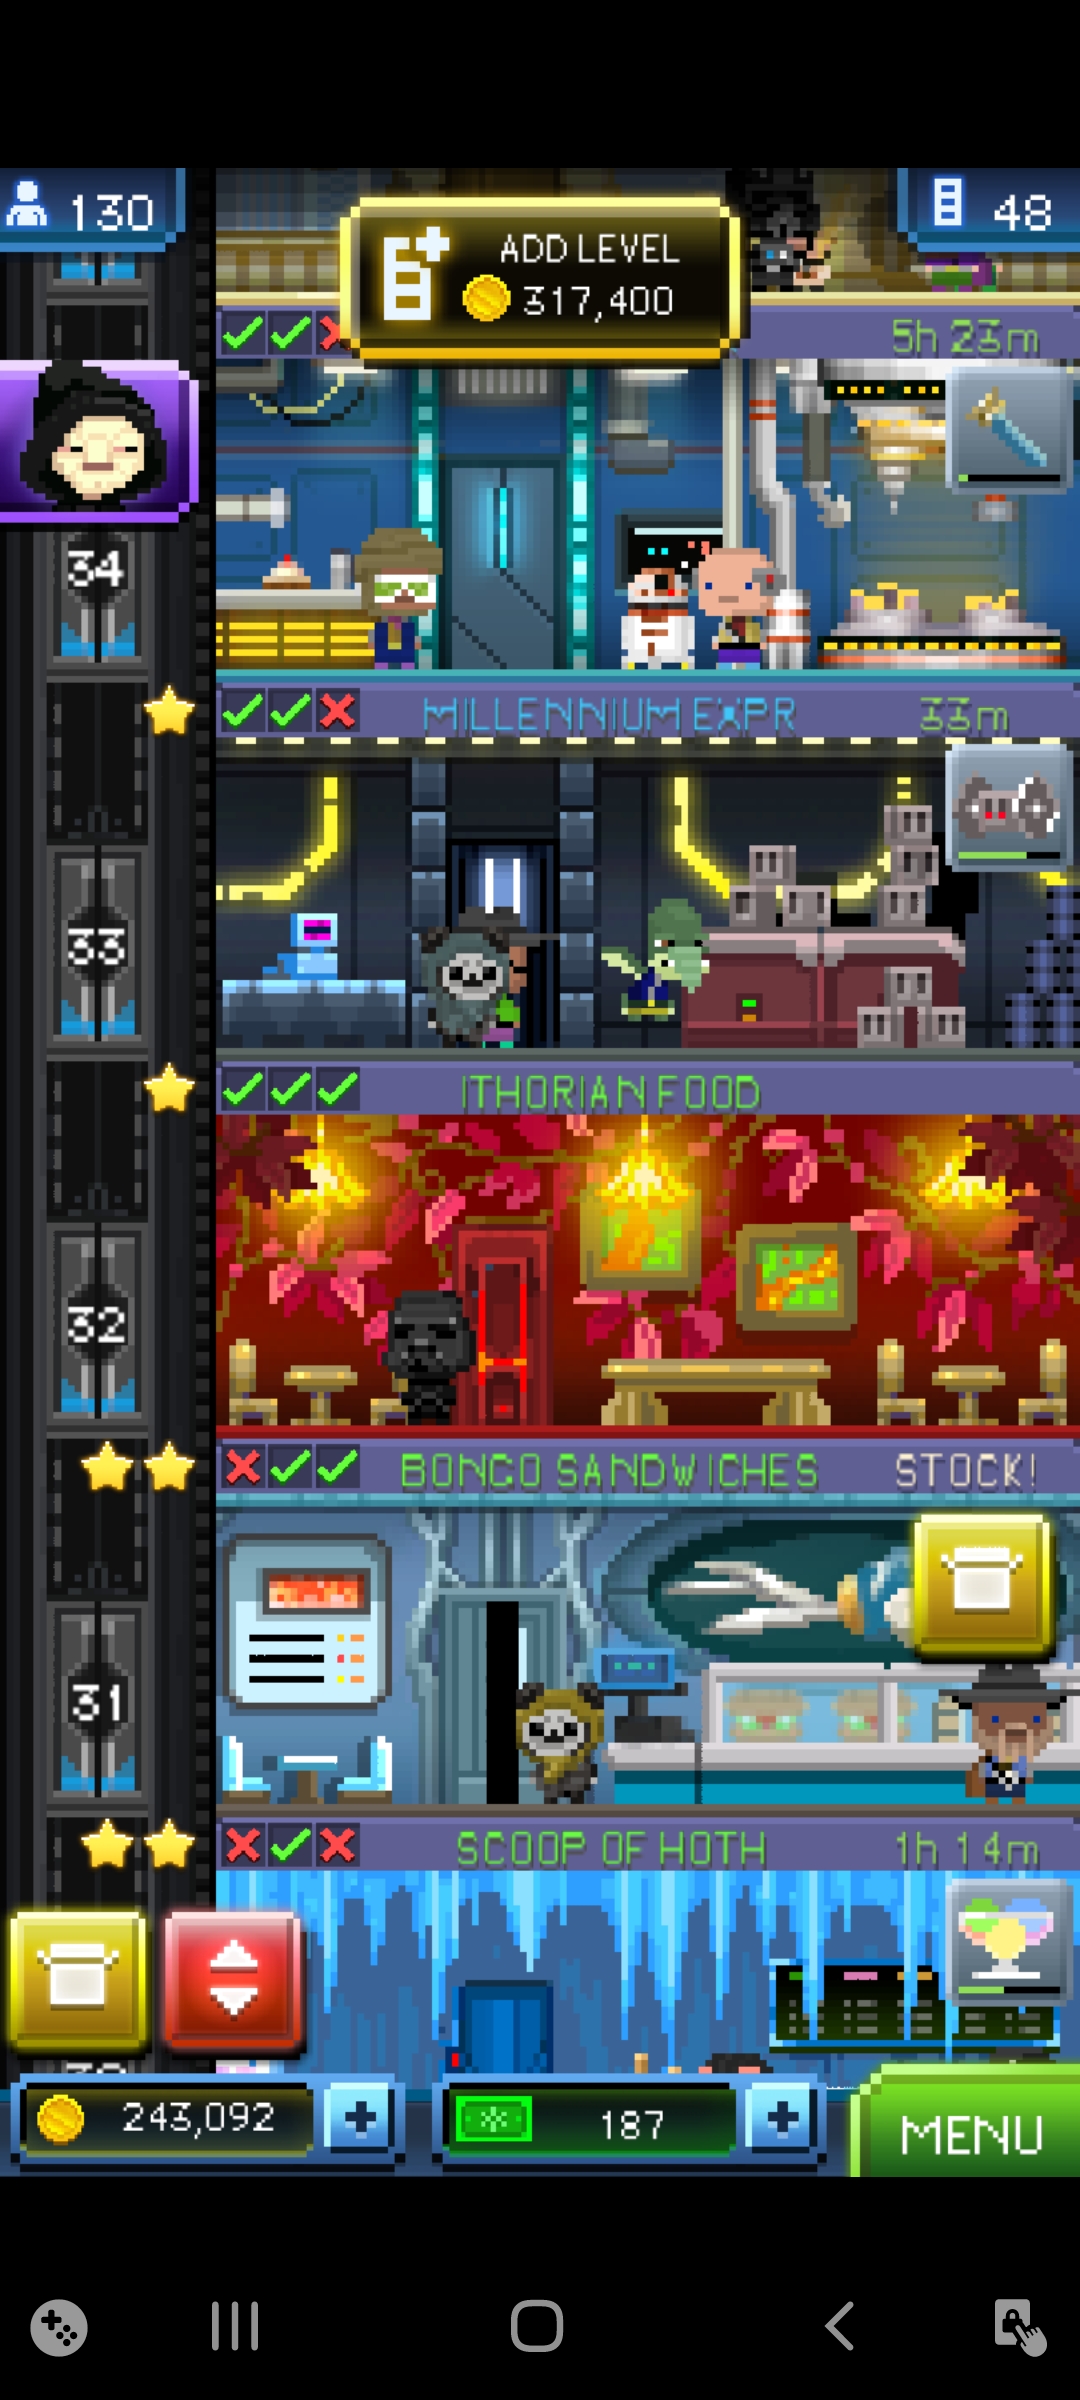 130
48
ADD LEVEL
317,400
5h 23m
34
MILLENNIUM EXPR
33m
33
ITHORIAN FOOD
32
BONGO SANDWICHES
STOCK!
31
SCOOP OF HOTH
1h 14m
243,092
187
MENU